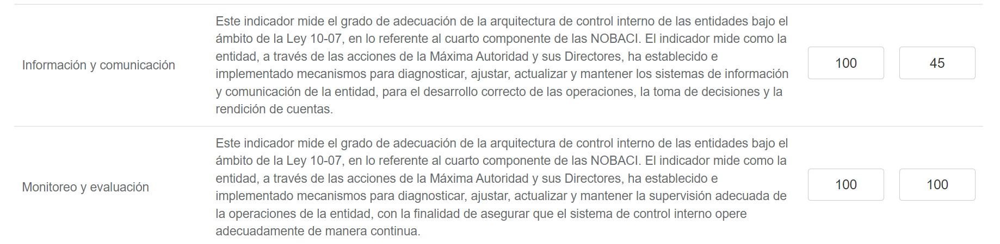 Este indicador mide el grado de adecuación de la arquitectura de control interno de las entidades bajo el
ámbito de la Ley 10-07, en lo referente al cuarto componente de las NOBACI. El indicador mide como la
entidad, a través de las acciones de la Máxima Autoridad y sus Directores, ha establecido e
Información y comunicación
implementado mecanismos para diagnosticar, ajustar, actualizar y mantener los sistemas de información
y comunicación de la entidad, para el desarrollo correcto de las operaciones, la toma de decisiones y la
rendición de cuentas.
100
45
Este indicador mide el grado de adecuación de la arquitectura de control interno de las entidades bajo el
ámbito de la Ley 10-07, en lo referente al cuarto componente de las NOBACI. El indicador mide como la
entidad, a través de las acciones de la Máxima Autoridad y sus Directores, ha establecido e
Monitoreo y evaluación
implementado mecanismos para diagnosticar, ajustar, actualizar y mantener la supervisión adecuada de
la operaciones de la entidad, con la finalidad de asegurar que el sistema de control interno opere
adecuadamente de manera continua.
100
100